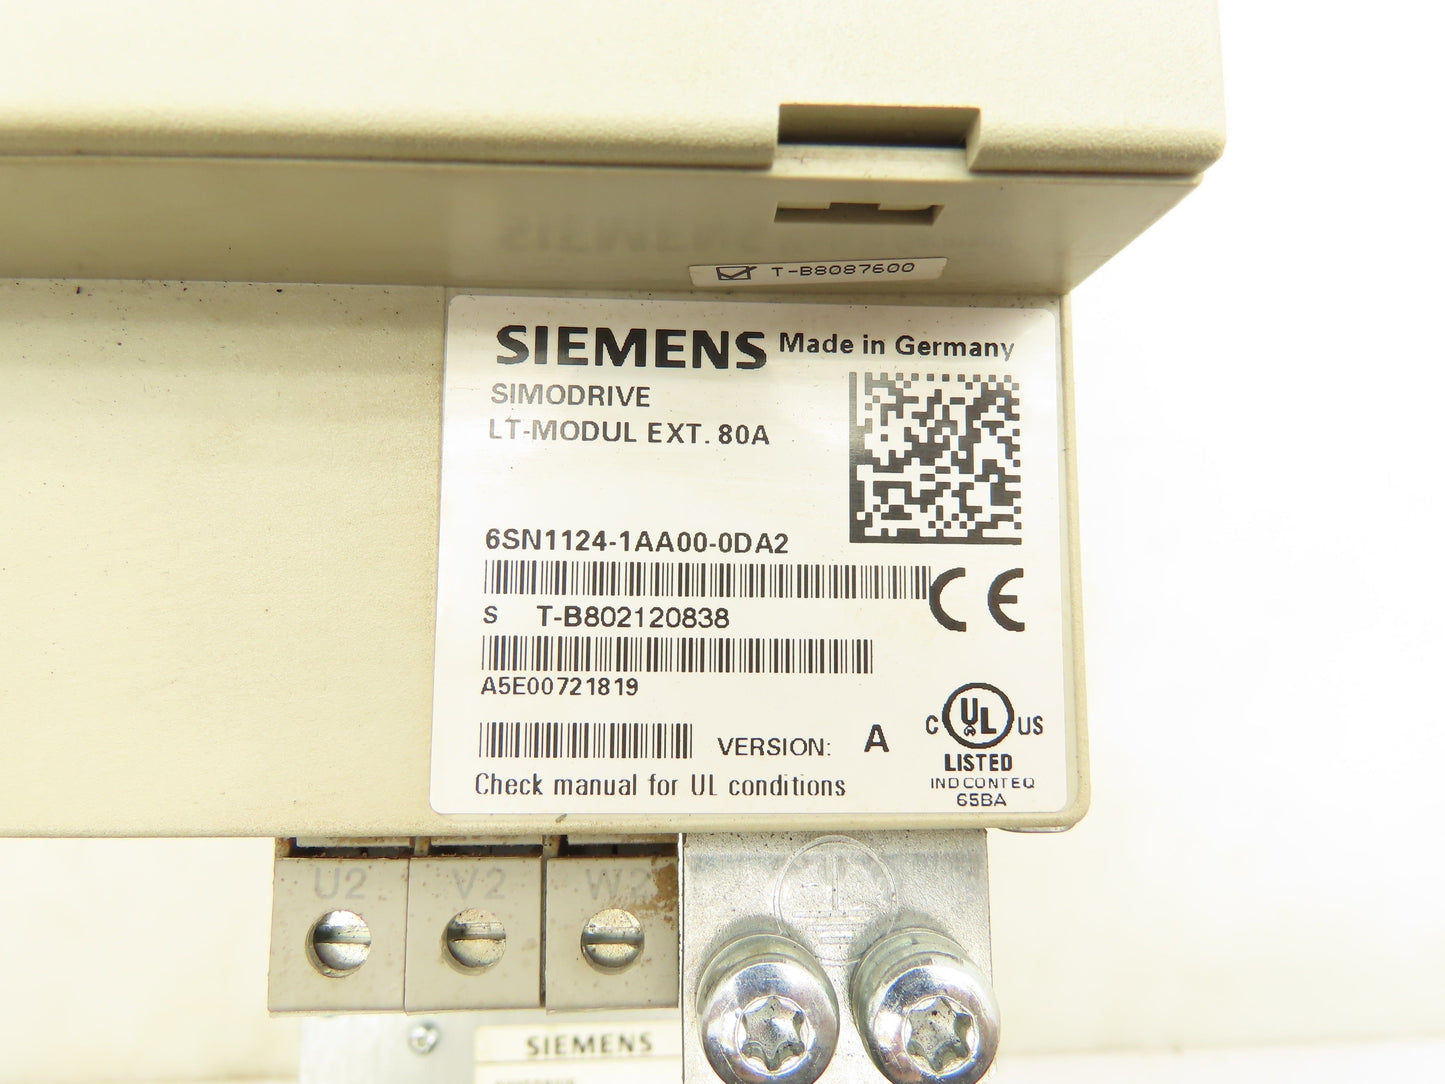 T-B8087600
SIEMENS Made in Germany
SIMODRIVE
LT-MODUL EXT. 80A
6SN1124-1AA00-0DA2
CE
S T-B802120838
A5E00721819
VERSION: A
C UL US
LISTED
IND CONT EQ
65BA
Check manual for UL conditions
U2 V2 W2
SIEMENS